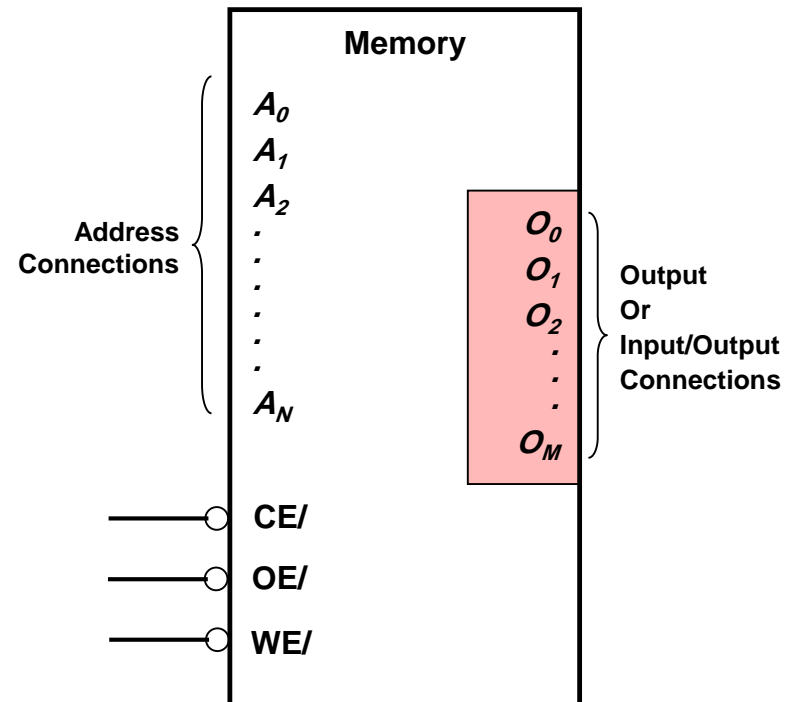 Memory
Address
Connections
A0
A1
A2
.
.
.
.
.
.
AN
O0
O1
O2
.
.
.
OM
Output
Or
Input/Output
Connections
CE/
OE/
WE/